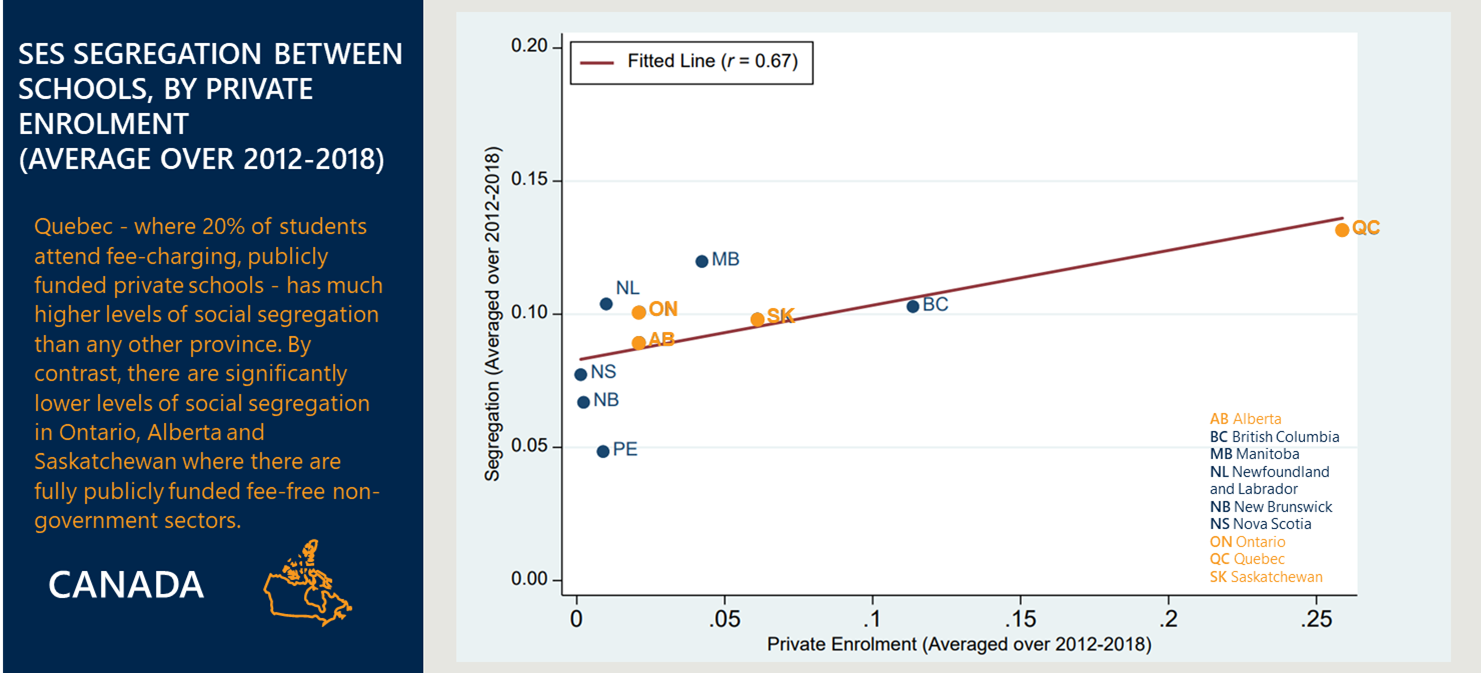 SES SEGREGATION BETWEEN
SCHOOLS, BY PRIVATE
ENROLMENT
(AVERAGE OVER 2012-2018)
Quebec - where 20% of students
attend fee-charging, publicly
funded private schools - has much
higher levels of social segregation
than any other province. By
contrast, there are significantly
lower levels of social segregation
in Ontario, Alberta and
Saskatchewan where there are
fully publicly funded fee-free non-
government sectors.
CANADA
Fitted Line (r = 0.67)
Segregation (Averaged over 2012-2018)
0.20
0.15
0.10
0.05
0.00
QC
MB
NL
ON
SK
BC
AB
NS
NB
PE
AB Alberta
BC British Columbia
MB Manitoba
NL Newfoundland
and Labrador
NB New Brunswick
NS Nova Scotia
ON Ontario
QC Quebec
SK Saskatchewan
0 .05 .1 .15 .2 .25
Private Enrolment (Averaged over 2012-2018)